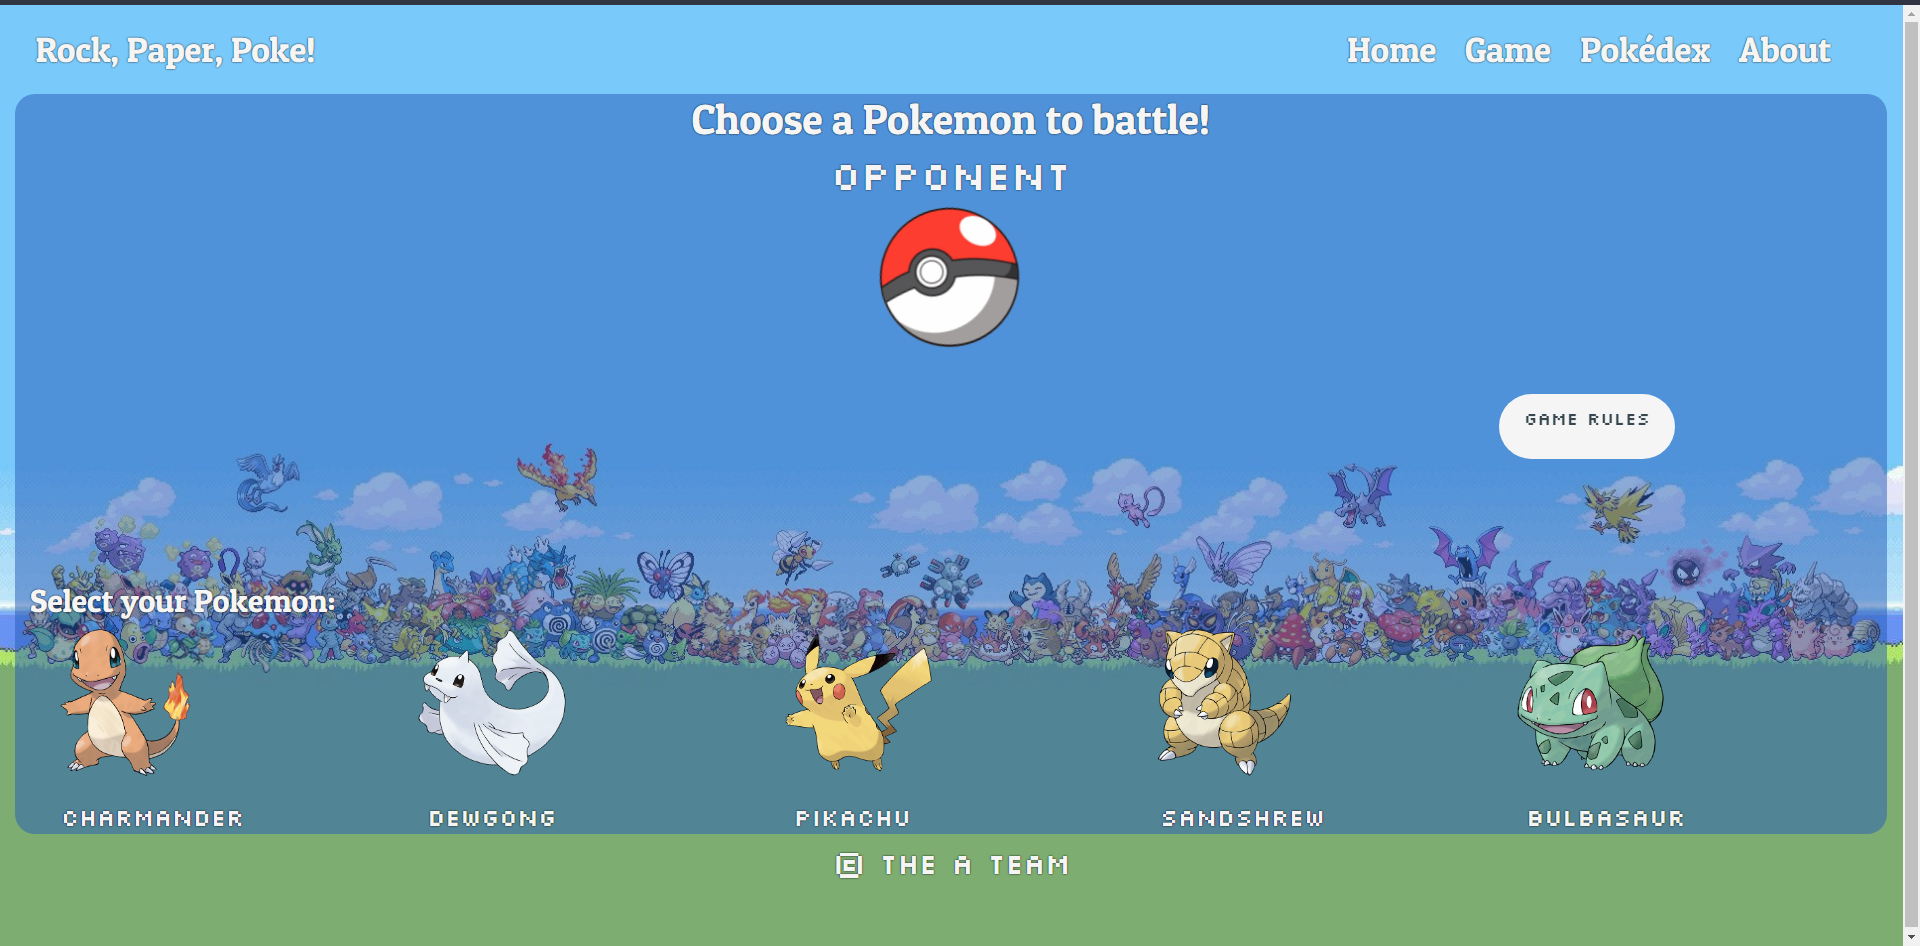 Rock, Paper, Poke!
Home Game Pokédex About
Choose a Pokemon to battle!
OPPONENT
GAME RULES
Select your Pokemon:
CHARMANDER DEWGONG PIKACHU SANDSHREW BULBASAUR
© THE A TEAM